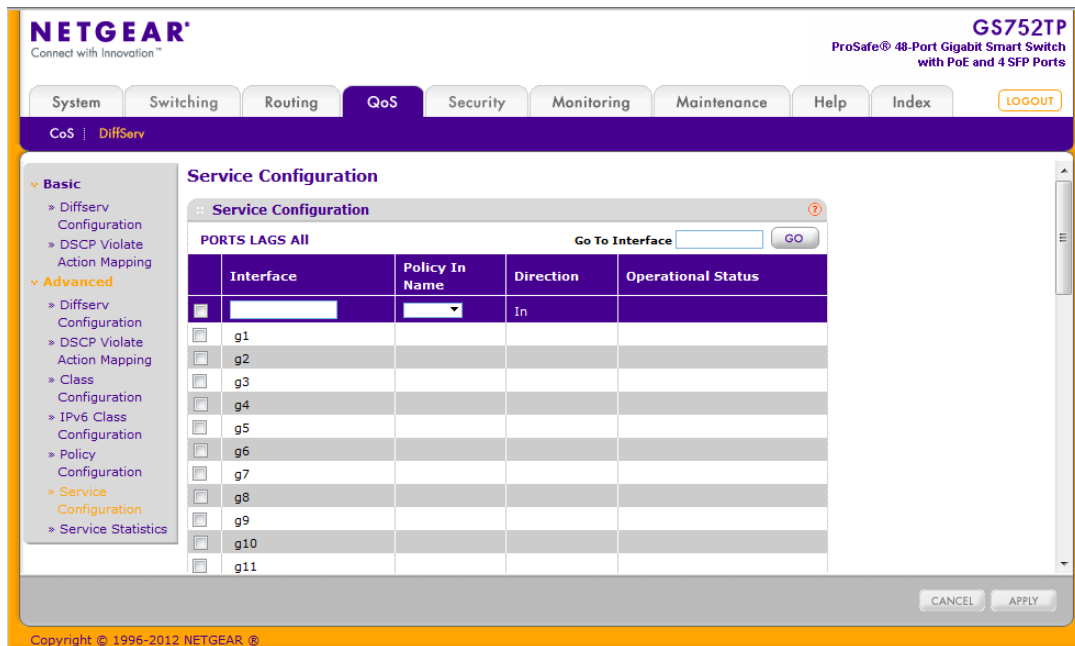 NETGEAR®
Connect with Innovation™
GS752TP
ProSafe® 48-Port Gigabit Smart Switch
with PoE and 4 SFP Ports
System Switching Routing QoS Security Monitoring Maintenance Help Index LOGOUT
CoS DiffServ
Basic
» Diffserv
Configuration
» DSCP Violate
Action Mapping
Advanced
» Diffserv
Configuration
» DSCP Violate
Action Mapping
» Class
Configuration
» IPv6 Class
Configuration
» Policy
Configuration
» Service
Configuration
» Service Statistics
Service Configuration
Service Configuration ?
PORTS LAGS All Go To Interface GO
Interface Policy In Name Direction Operational Status
In
g1
g2
g3
g4
g5
g6
g7
g8
g9
g10
g11
CANCEL APPLY
Copyright © 1996-2012 NETGEAR ®